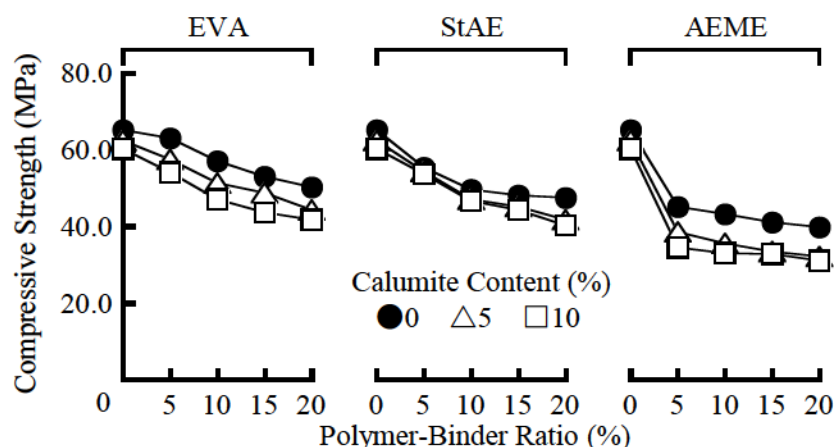 EVA StAE AEME
Compressive Strength (MPa)
80.0
60.0
40.0
20.0
0
Calumite Content (%)
0 5 10
0 5 10 15 20 0 5 10 15 20 0 5 10 15 20
Polymer-Binder Ratio (%)